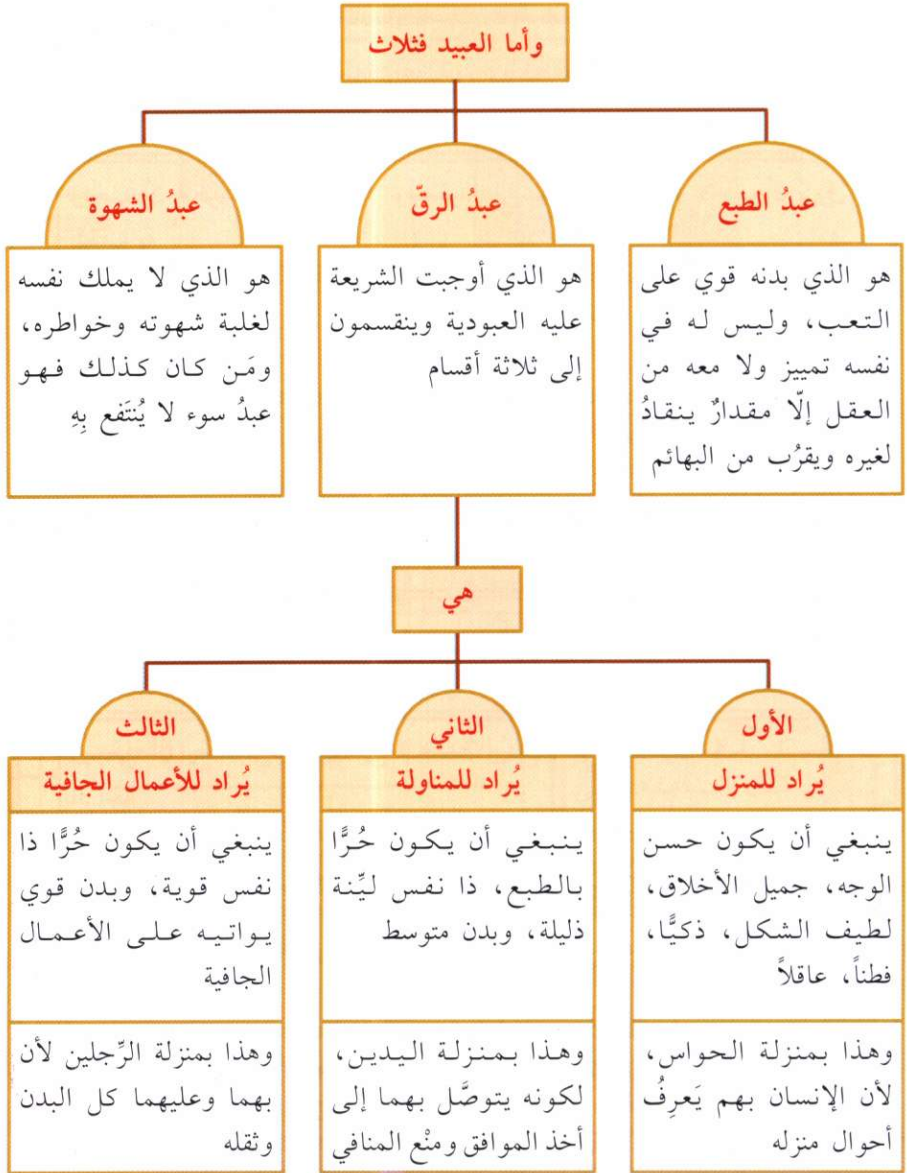 وأما العبيد فثلاث
عبدُ الطبع
هو الذي بدنه قوي على
التعب، وليس له في
نفسه تمييز ولا معه من
العقل إلّا مقدارٌ ينقادُ
لغيره ويقرُب من البهائم
عبدُ الرقّ
هو الذي أوجبت الشريعة
عليه العبودية وينقسمون
إلى ثلاثة أقسام
عبدُ الشهوة
هو الذي لا يملك نفسه
لغلبة شهوته وخواطره،
ومَن كان كذلك فهو
عبدُ سوء لا يُنتَفع بِهِ
هي
الأول
يُراد للمنزل
ينبغي أن يكون حسن
الوجه، جميل الأخلاق،
لطيف الشكل، ذكيًّا،
فطناً، عاقلاً
وهذا بمنزلة الحواس،
لأن الإنسان بهم يَعرِفُ
أحوال منزله
الثاني
يُراد للمناولة
ينبغي أن يكون حُرًّا
بالطبع، ذا نفس ليِّنة
ذليلة، وبدن متوسط
وهذا بمنزلة اليدين،
لكونه يتوصَّل بهما إلى
أخذ الموافق ومنْع المنافي
الثالث
يُراد للأعمال الجافية
ينبغي أن يكون حُرًّا ذا
نفس قوية، وبدن قوي
يواتيه على الأعمال
الجافية
وهذا بمنزلة الرِّجلين لأن
بهما وعليهما كل البدن
وثقله